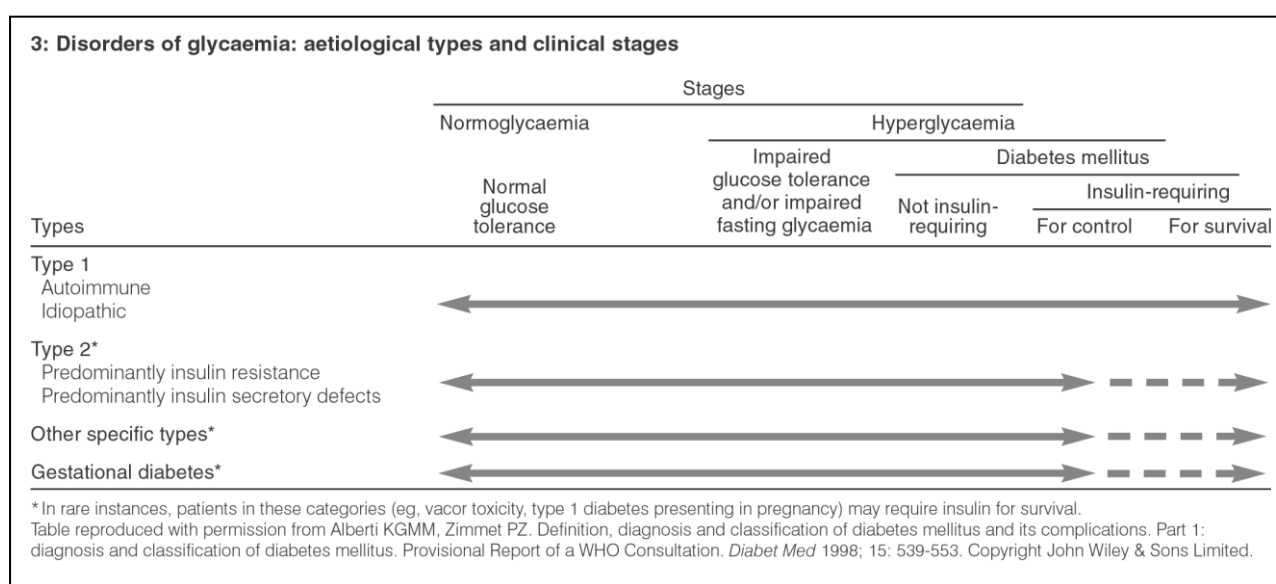 3: Disorders of glycaemia: aetiological types and clinical stages
Stages
Normoglycaemia
Hyperglycaemia
Impaired
glucose tolerance
and/or impaired
fasting glycaemia
Diabetes mellitus
Normal
glucose
tolerance
Not insulin-
requiring
Insulin-requiring
Types
For control
For survival
Type 1
Autoimmune
Idiopathic
Type 2*
Predominantly insulin resistance
Predominantly insulin secretory defects
Other specific types*
Gestational diabetes*
* In rare instances, patients in these categories (eg, vacor toxicity, type 1 diabetes presenting in pregnancy) may require insulin for survival.
Table reproduced with permission from Alberti KGMM, Zimmet PZ. Definition, diagnosis and classification of diabetes mellitus and its complications. Part 1:
diagnosis and classification of diabetes mellitus. Provisional Report of a WHO Consultation. Diabet Med 1998; 15: 539-553. Copyright John Wiley & Sons Limited.